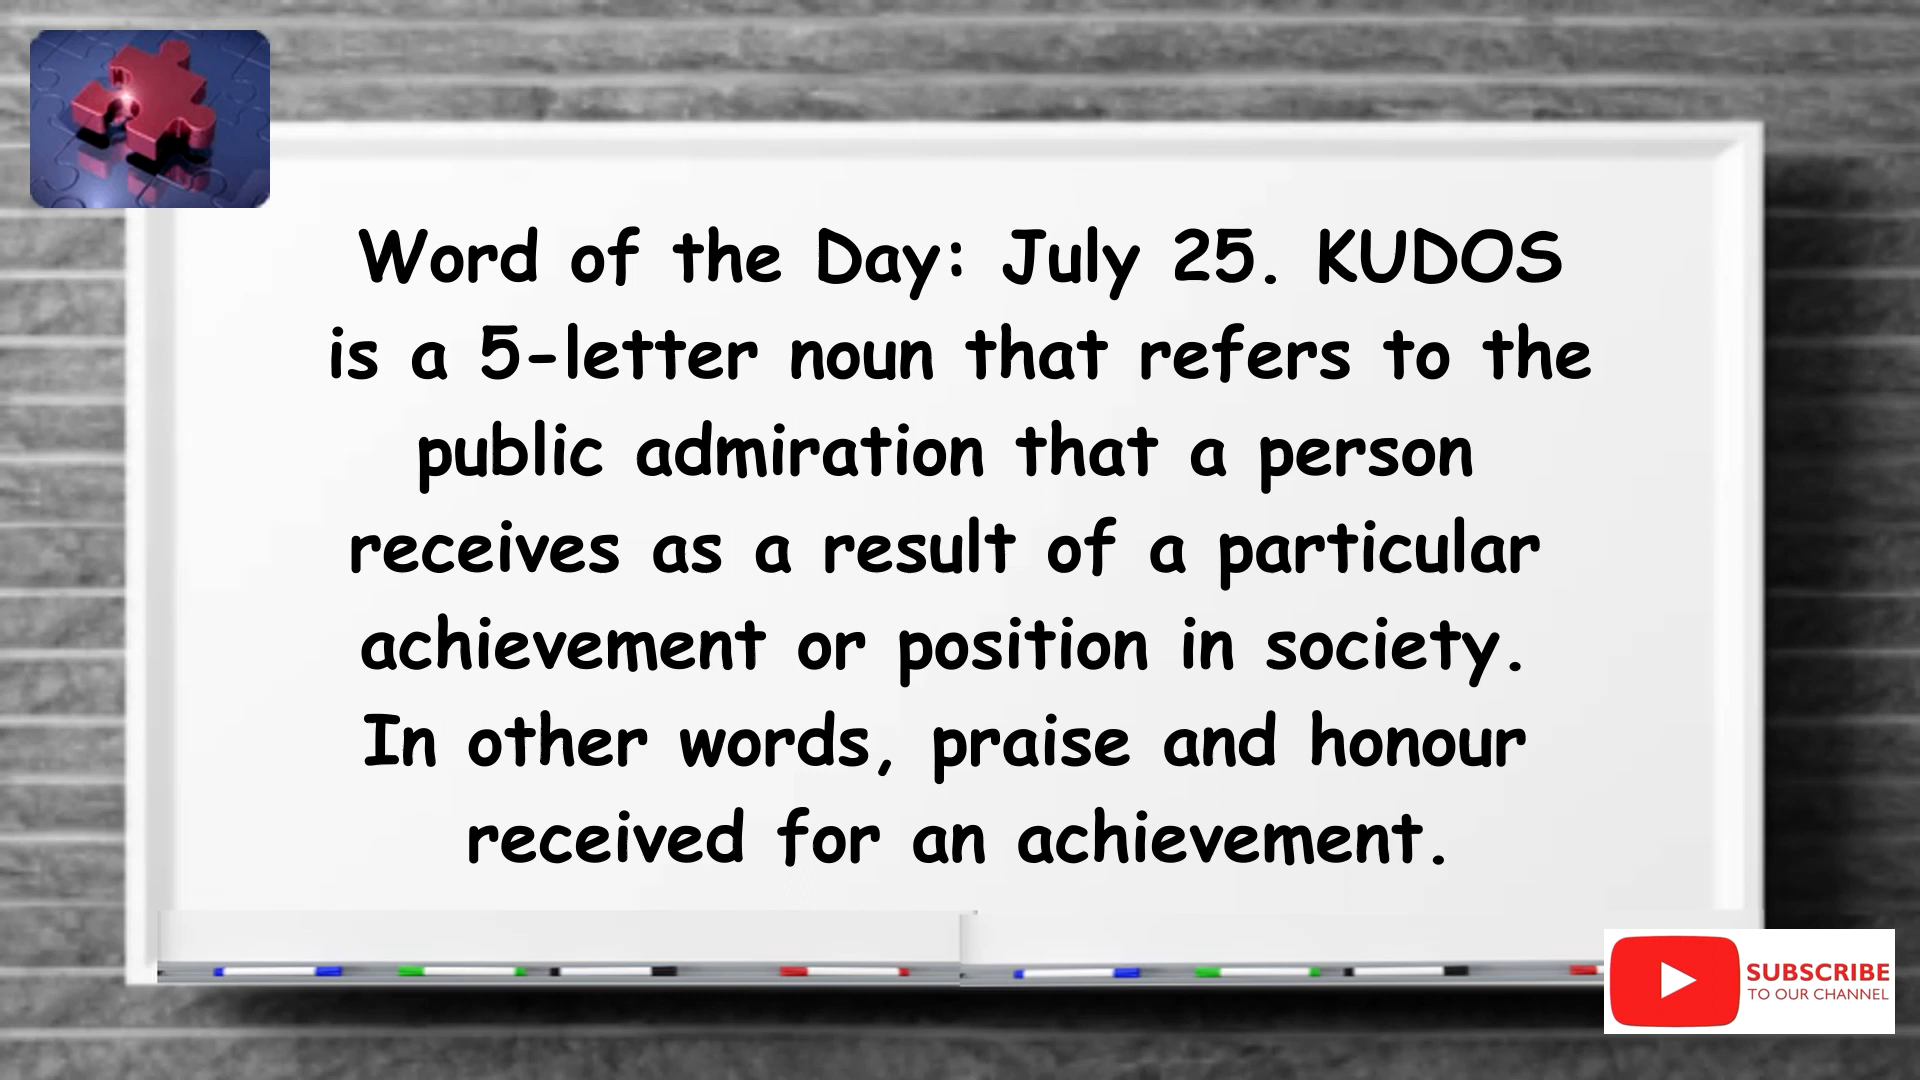 Word of the Day: July 25. KUDOS
is a 5-letter noun that refers to the
public admiration that a person
receives as a result of a particular
achievement or position in society.
In other words, praise and honour
received for an achievement.
SUBSCRIBE
TO OUR CHANNEL